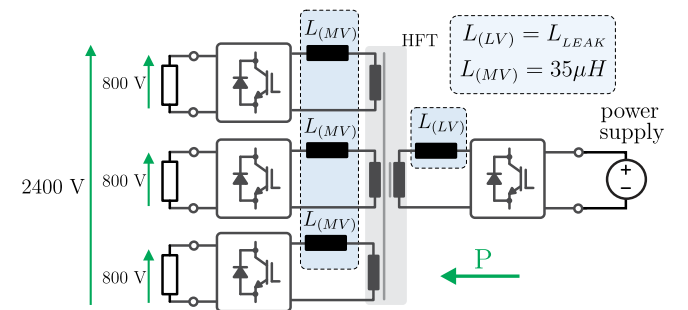 L(MV)
HFT
L(LV) = LLEAK
L(MV) = 35μH
800 V
L(MV)
L(LV)
power
supply
2400 V
800 V
+
−
L(MV)
800 V
P